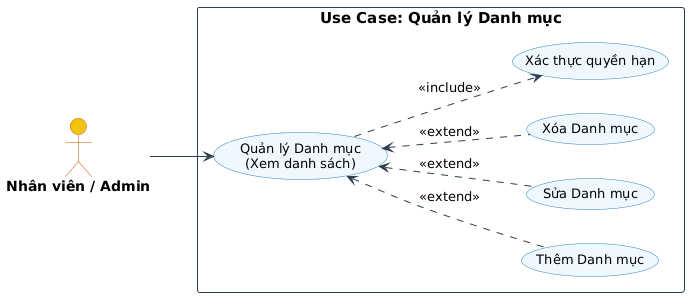 Use Case: Quản lý Danh mục
Xác thực quyền hạn
«include»
Xóa Danh mục
«extend»
Quản lý Danh mục
(Xem danh sách)
«extend»
Nhân viên / Admin
Sửa Danh mục
«extend»
Thêm Danh mục